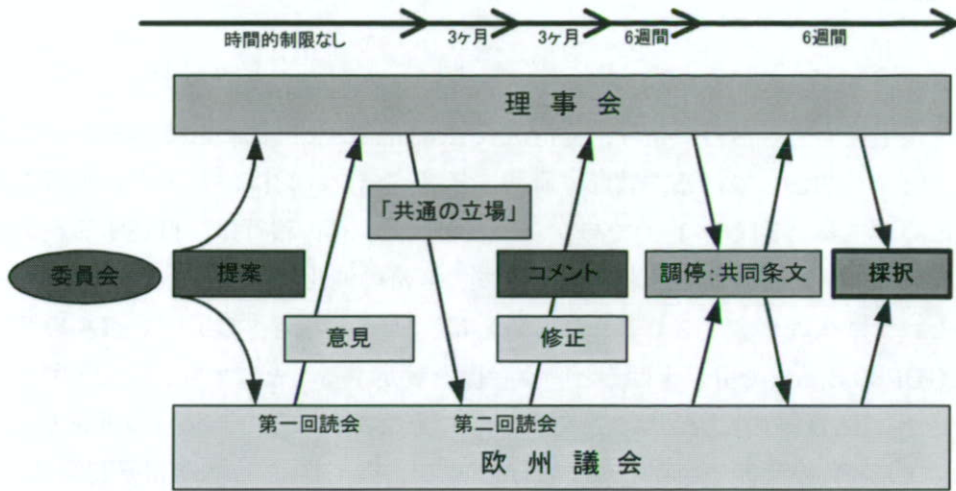 時間的制限なし 3ヶ月 3ヶ月 6週間 6週間
理事会
「共通の立場」
委員会 提案 コメント 調停:共同条文 採択
意見 修正
第一回読会 第二回読会
欧州議会